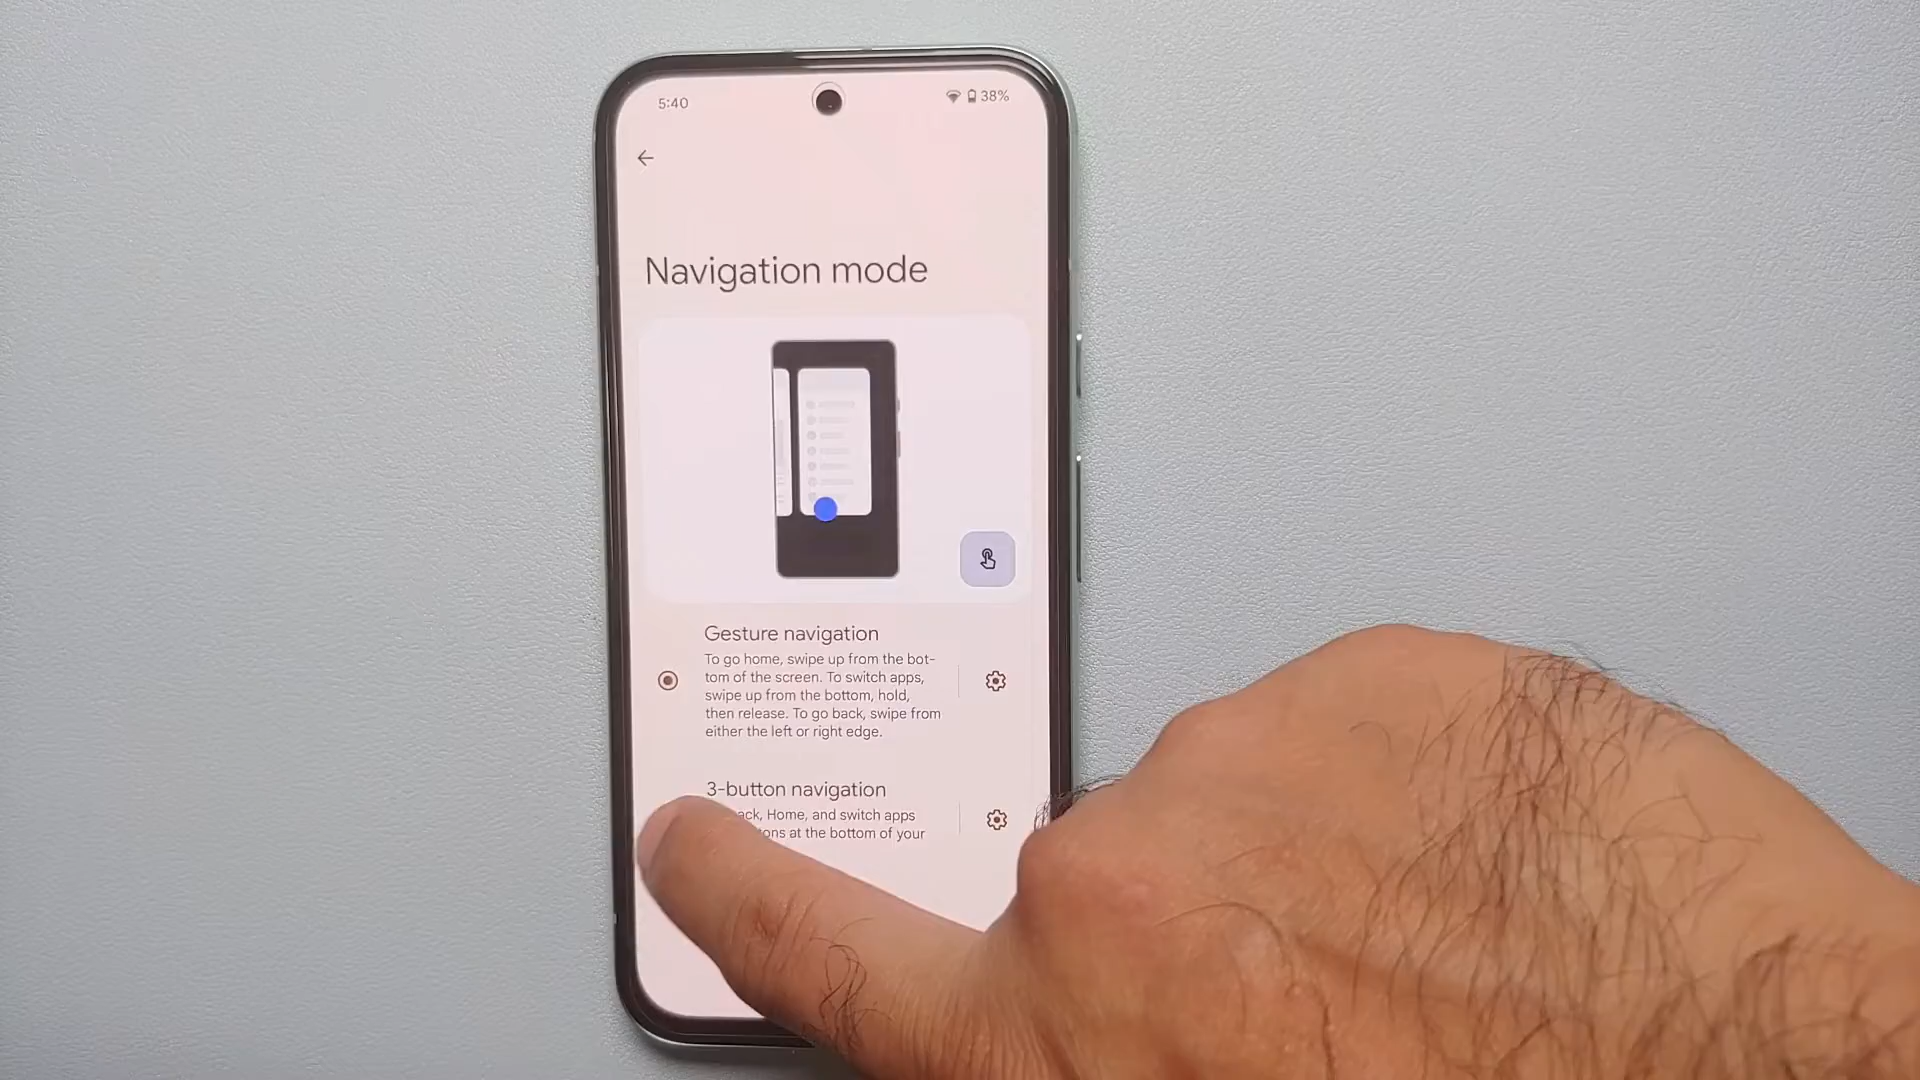 5:40
38%
Navigation mode
Gesture navigation
To go home, swipe up from the bot-
tom of the screen. To switch apps,
swipe up from the bottom, hold,
then release. To go back, swipe from
either the left or right edge.
3-button navigation
Home, and switch apps
at the bottom of your